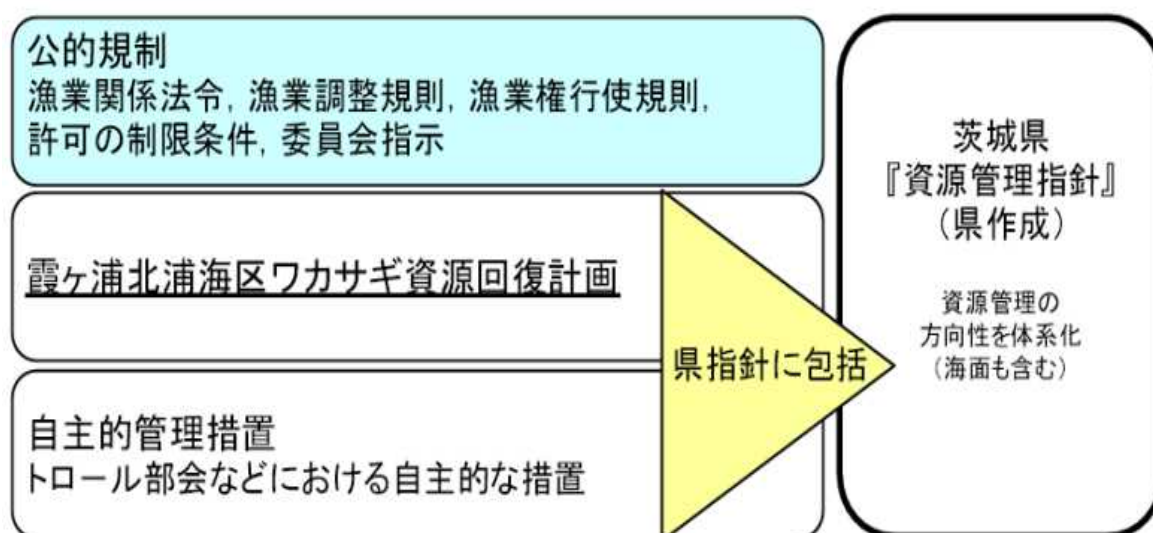 公的規制
漁業関係法令, 漁業調整規則, 漁業権行使規則,
許可の制限条件, 委員会指示
霞ヶ浦北浦海区ワカサギ資源回復計画
自主的管理措置
トロール部会などにおける自主的な措置
県指針に包括
茨城県
『資源管理指針』
（県作成）
資源管理の
方向性を体系化
（海面も含む）